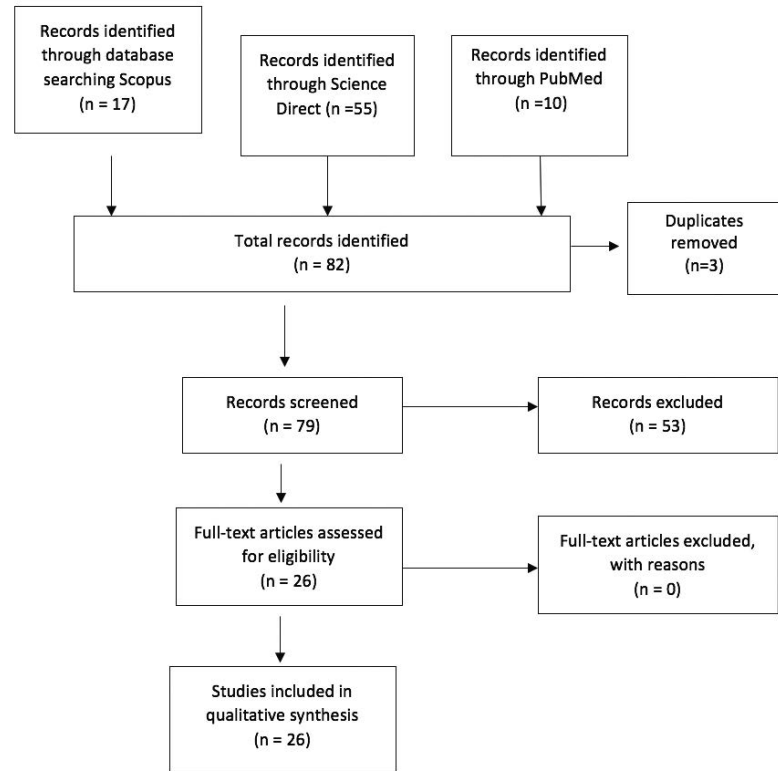 Records identified
through database
searching Scopus
(n = 17)
Records identified
through Science
Direct (n =55)
Records identified
through PubMed
(n =10)
Total records identified
(n = 82)
Duplicates
removed
(n=3)
Records screened
(n = 79)
Records excluded
(n = 53)
Full-text articles assessed
for eligibility
(n = 26)
Full-text articles excluded,
with reasons
(n = 0)
Studies included in
qualitative synthesis
(n = 26)